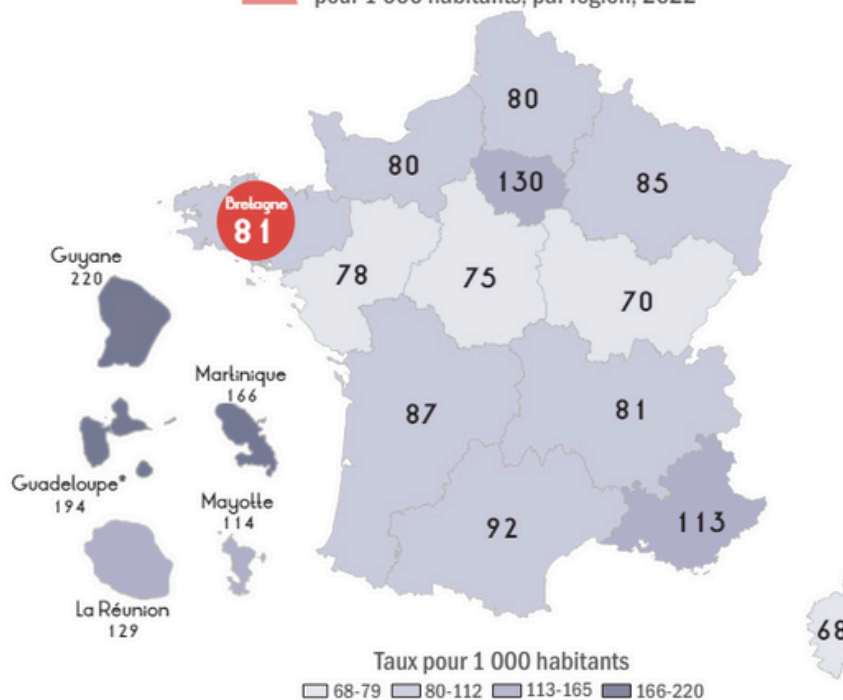 pour 1 000 habitants, par région, 2022
80
80
130
85
Bretagne
81
Guyane
220
78
75
70
Martinique
166
87
81
Guadeloupe*
194
Mayotte
114
92
113
La Réunion
129
68
Taux pour 1 000 habitants
68-79 80-112 113-165 166-220